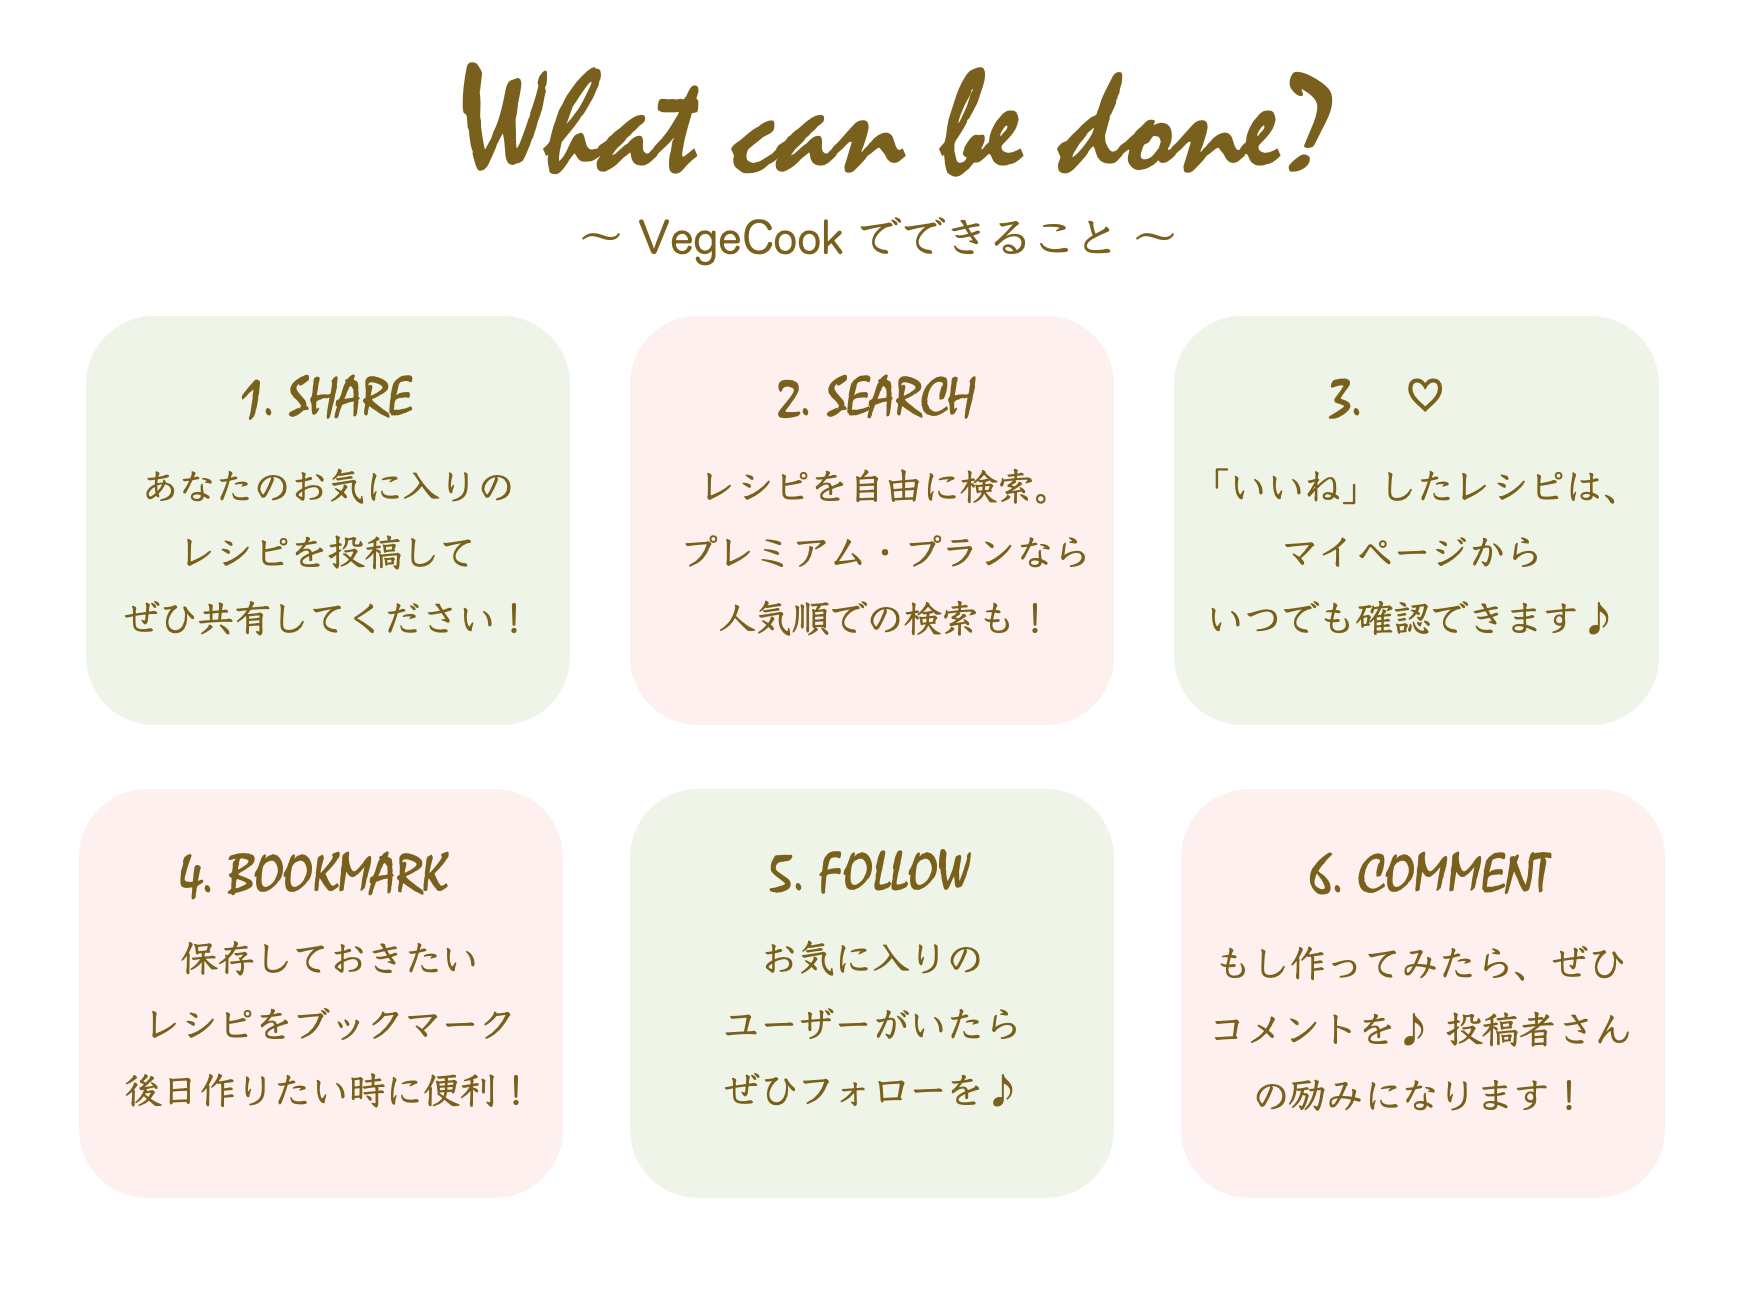 What can be done?
〜 VegeCook でできること 〜
1. SHARE
あなたのお気に入りの
レシピを投稿して
ぜひ共有してください！
2. SEARCH
レシピを自由に検索。
プレミアム・プランなら
人気順での検索も！
3. ♡
「いいね」したレシピは、
マイページから
いつでも確認できます♪
4. BOOKMARK
保存しておきたい
レシピをブックマーク
後日作りたい時に便利！
5. FOLLOW
お気に入りの
ユーザーがいたら
ぜひフォローを♪
6. COMMENT
もし作ってみたら、ぜひ
コメントを♪ 投稿者さん
の励みになります！